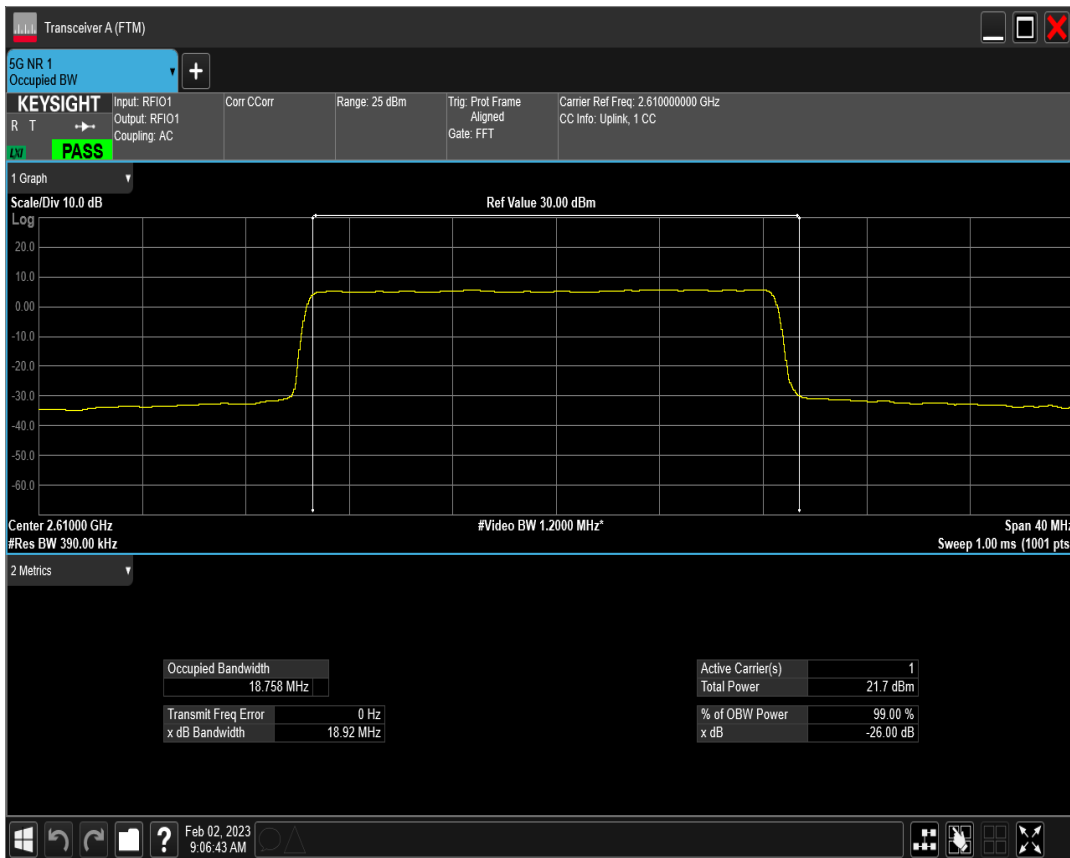 Transceiver A (FTM)
5G NR 1
Occupied BW
+
KEYSIGHT
R T
LXI
PASS
Input: RFIO1
Output: RFIO1
Coupling: AC
Corr CCorr
Range: 25 dBm
Trig: Prot Frame
Aligned
Gate: FFT
Carrier Ref Freq: 2.610000000 GHz
CC Info: Uplink, 1 CC
1 Graph
Scale/Div 10.0 dB
Ref Value 30.00 dBm
Log
20.0
10.0
0.00
-10.0
-20.0
-30.0
-40.0
-50.0
-60.0
Center 2.61000 GHz
#Video BW 1.2000 MHz*
Span 40 MHz
#Res BW 390.00 kHz
Sweep 1.00 ms (1001 pts
2 Metrics
Occupied Bandwidth
18.758 MHz
Transmit Freq Error 0 Hz
x dB Bandwidth 18.92 MHz
Active Carrier(s) 1
Total Power 21.7 dBm
% of OBW Power 99.00 %
x dB -26.00 dB
?
Feb 02, 2023
9:06:43 AM